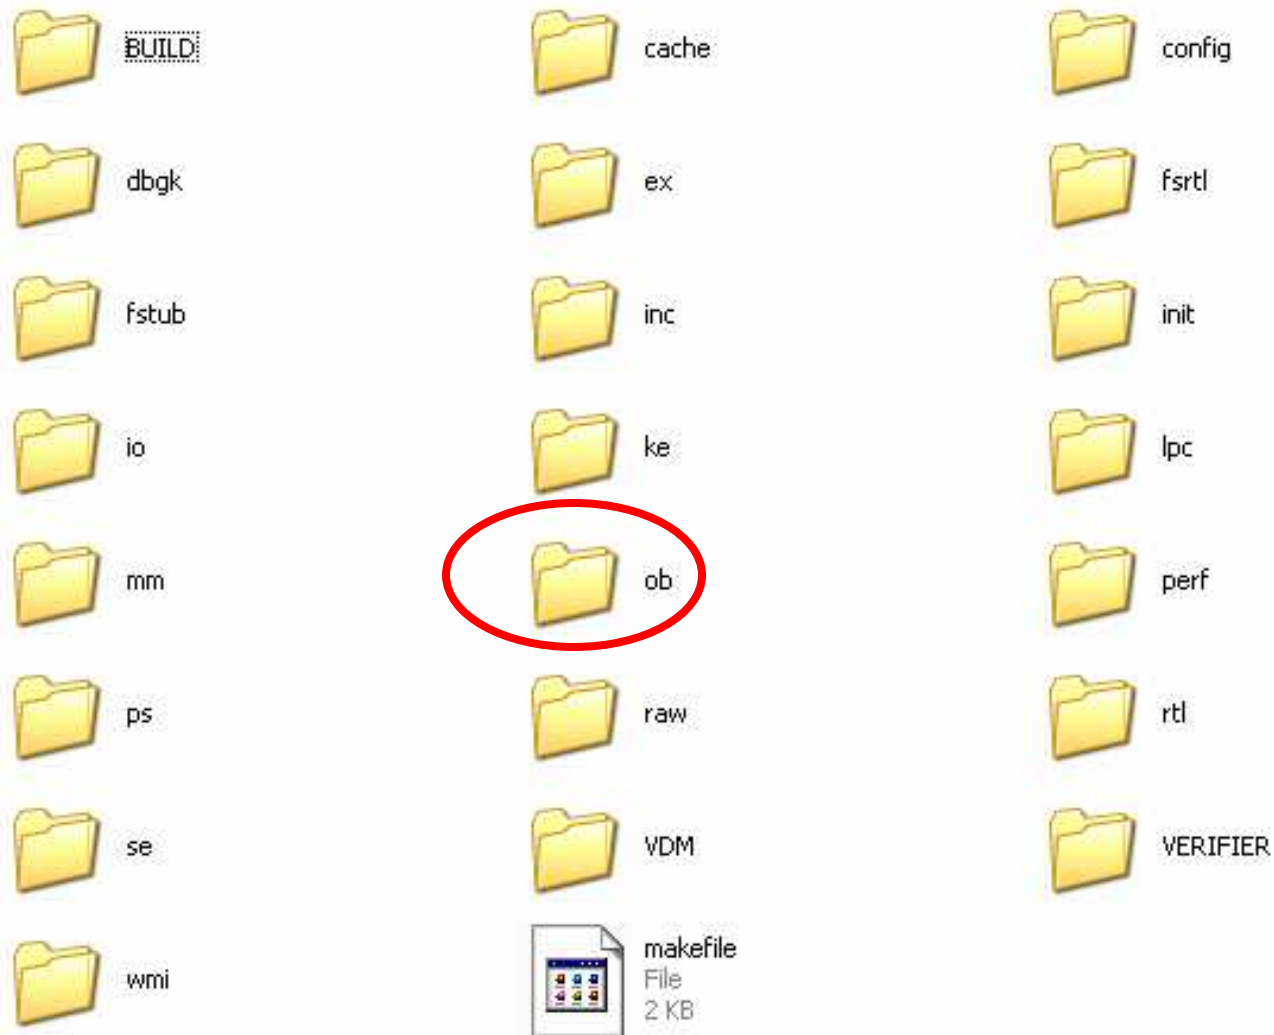 BUILD
cache
config
dbgk
ex
fsrtl
fstub
inc
init
io
ke
lpc
mm
ob
perf
ps
raw
rtl
se
VDM
VERIFIER
wmi
makefile
File
2 KB